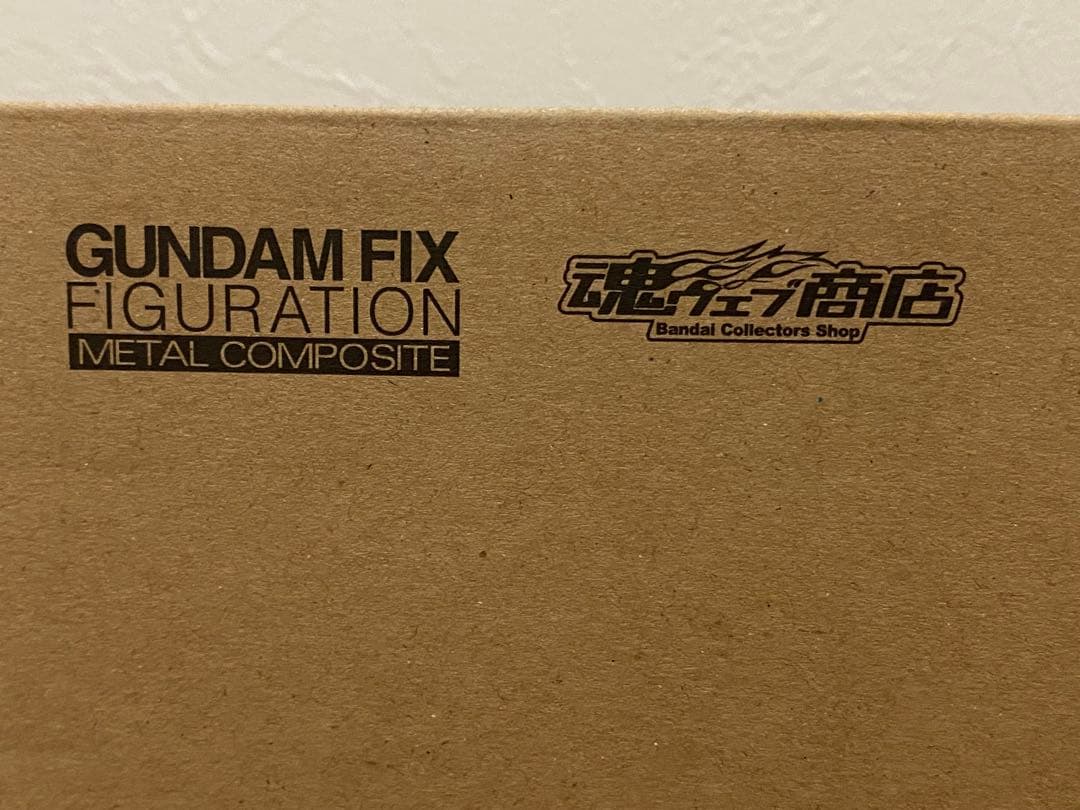 GUNDAM FIX
FIGURATION
METAL COMPOSITE
魂ウェブ商店
Bandai Collectors Shop